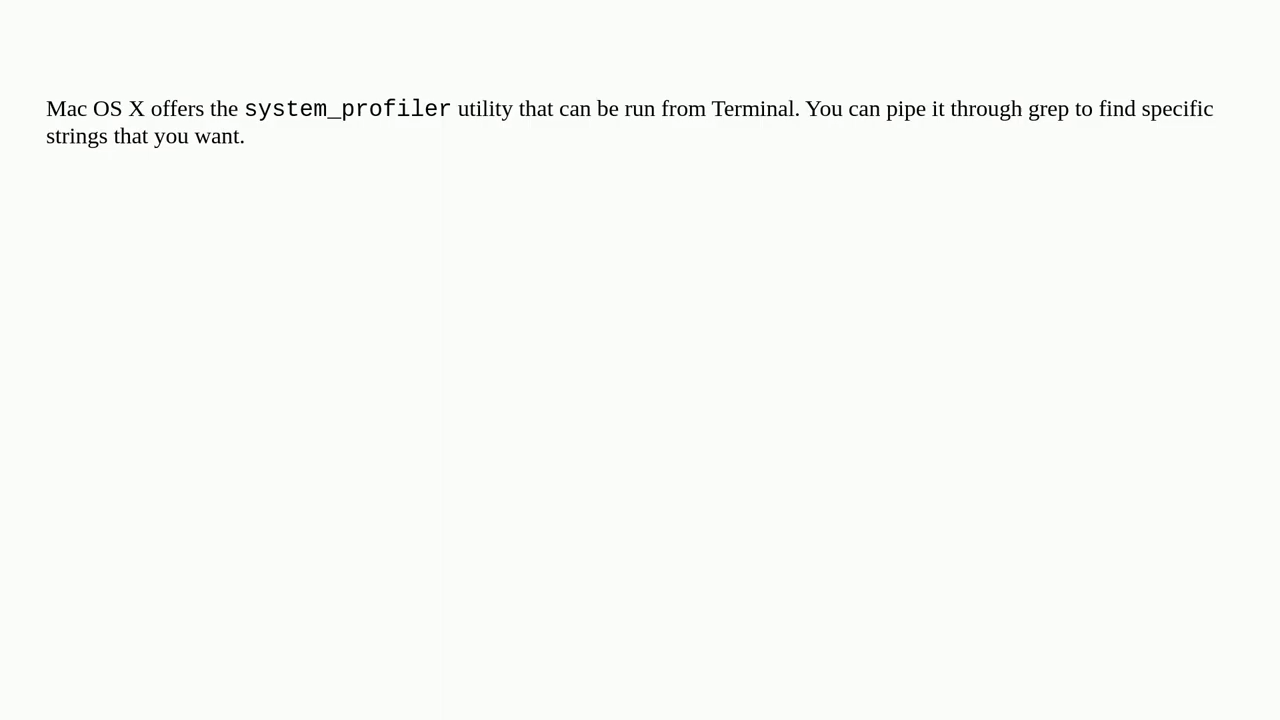 Mac OS X offers the system_profiler utility that can be run from Terminal. You can pipe it through grep to find specific
strings that you want.